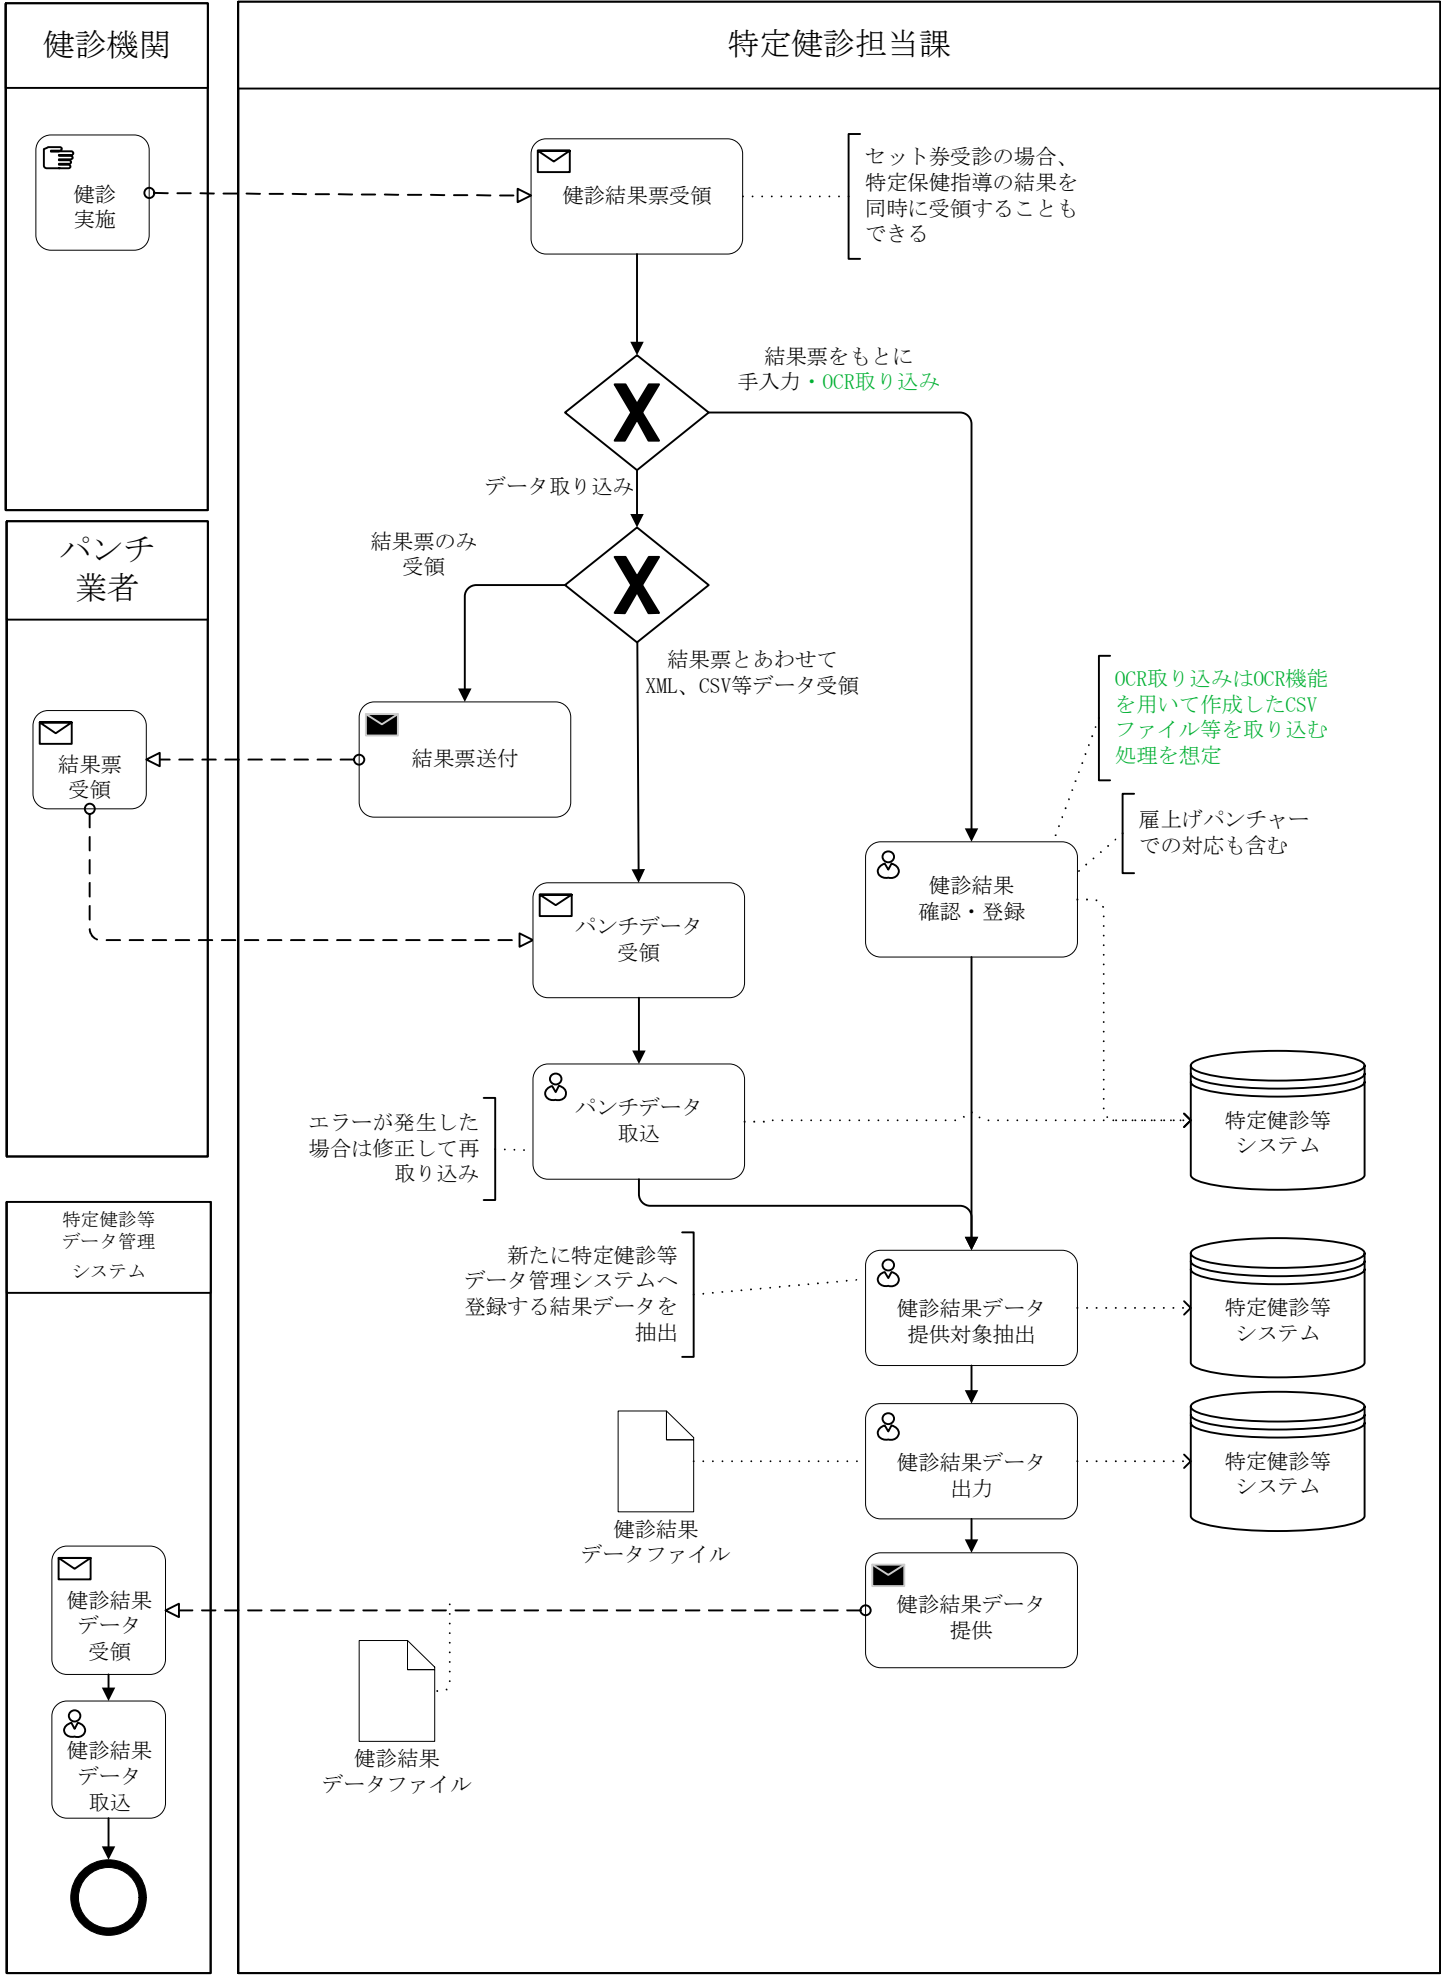 健診機関
特定健診担当課
健診
実施
健診結果票受領
セット券受診の場合、
特定保健指導の結果を
同時に受領することも
できる
結果票をもとに
手入力・OCR取り込み
データ取り込み
結果票のみ
受領
パンチ
業者
結果票とあわせて
XML、CSV等データ受領
OCR取り込みはOCR機能
を用いて作成したCSV
ファイル等を取り込む
処理を想定
結果票
受領
結果票送付
雇上げパンチャー
での対応も含む
健診結果
確認・登録
パンチデータ
受領
パンチデータ
取込
エラーが発生した
場合は修正して再
取り込み
特定健診等
システム
特定健診等
データ管理
システム
新たに特定健診等
データ管理システムへ
登録する結果データを
抽出
健診結果データ
提供対象抽出
特定健診等
システム
健診結果データ
出力
特定健診等
システム
健診結果
データファイル
健診結果
データ
受領
健診結果データ
提供
健診結果
データファイル
健診結果
データ
取込